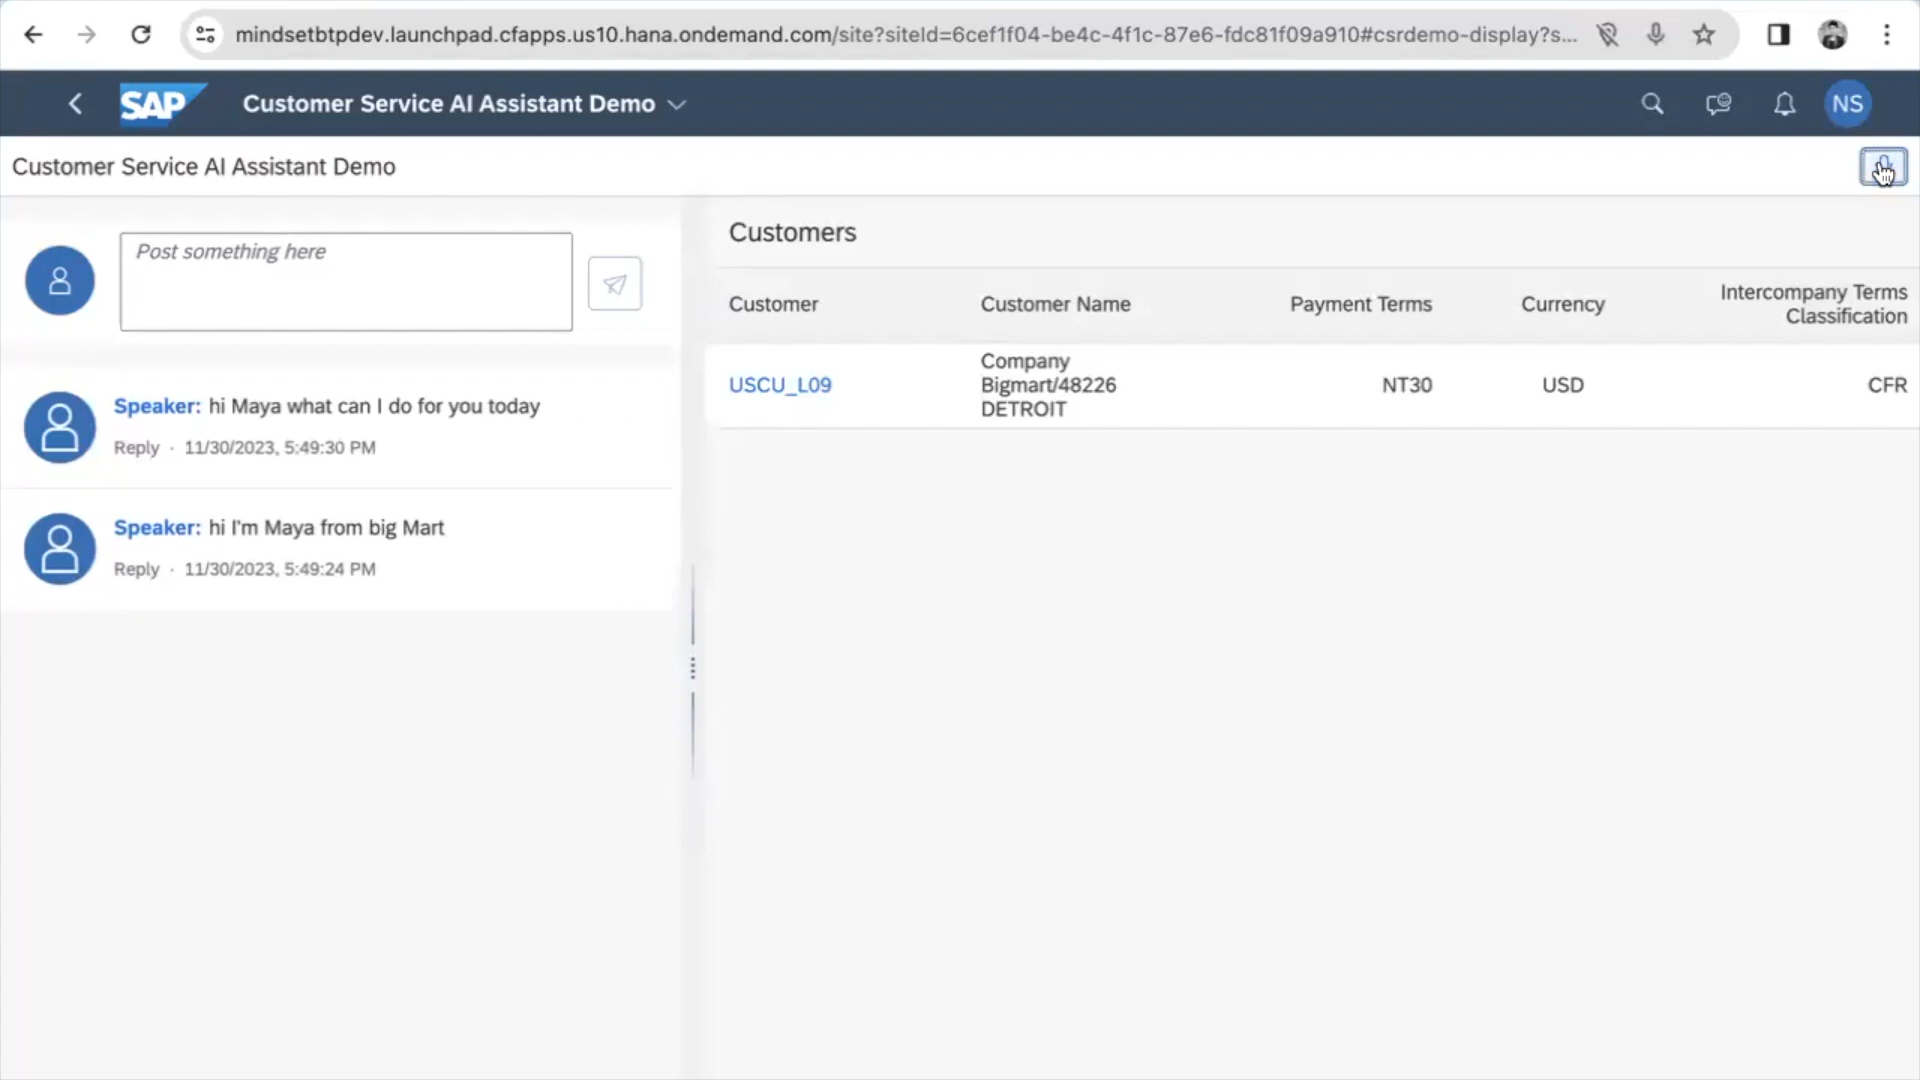 mindsetbtpdev.launchpad.cfapps.us10.hana.ondemand.com/site?siteId=6cef1f04-be4c-4f1c-87e6-fdc81f09a910#csrdemo-display?s...
SAP Customer Service AI Assistant Demo NS
Customer Service AI Assistant Demo
Post something here
Speaker: hi Maya what can I do for you today
Reply · 11/30/2023, 5:49:30 PM
Speaker: hi I'm Maya from big Mart
Reply · 11/30/2023, 5:49:24 PM
Customers
Customer Customer Name Payment Terms Currency Intercompany Terms
Classification
Company
USCU_L09 Bigmart/48226 NT30 USD CFR
DETROIT